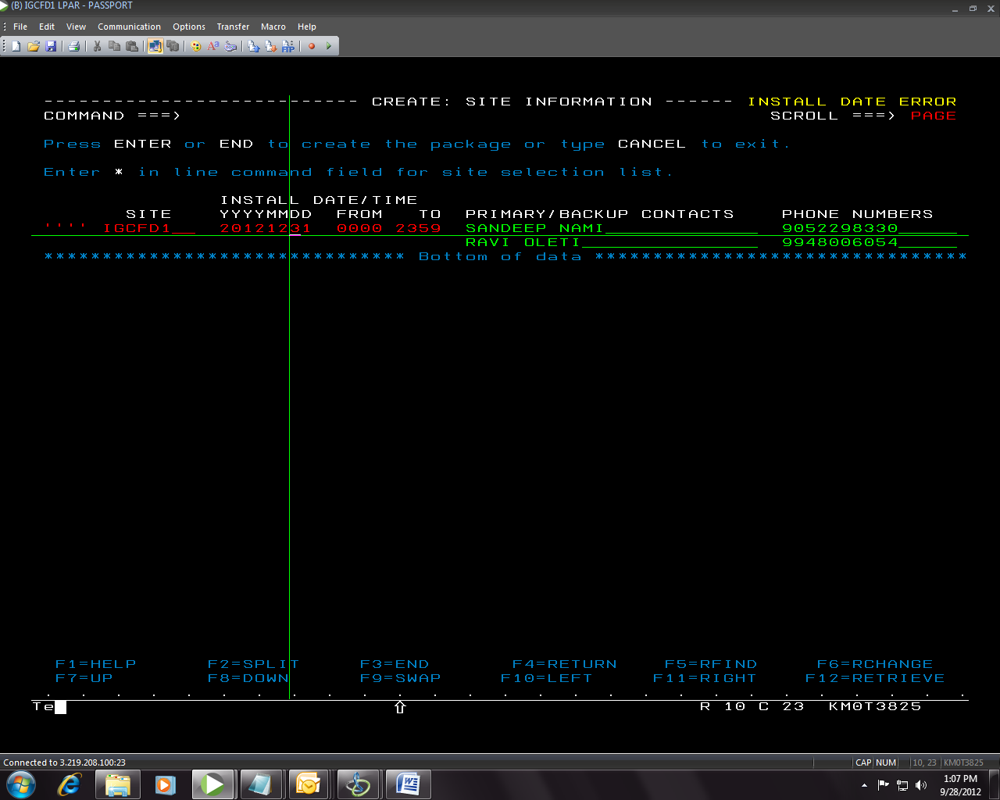 (B) IGCFD1 LPAR - PASSPORT
File Edit View Communication Options Transfer Macro Help
--------------------------- CREATE: SITE INFORMATION ------ INSTALL DATE ERROR
COMMAND ===> SCROLL ===> PAGE
Press ENTER or END to create the package or type CANCEL to exit.
Enter * in line command field for site selection list.
INSTALL DATE/TIME
SITE YYYYMMDD FROM TO PRIMARY/BACKUP CONTACTS PHONE NUMBERS
'''' IGCFD1__ 20121231 0000 2359 SANDEEP NAMI_____________ 9052298330_____
RAVI OLETI_______________ 9948006054_____
******************************* Bottom of data ********************************
F1=HELP F2=SPLIT F3=END F4=RETURN F5=RFIND F6=RCHANGE
F7=UP F8=DOWN F9=SWAP F10=LEFT F11=RIGHT F12=RETRIEVE
Te R 10 C 23 KM0T3825
Connected to 3.219.208.100:23 CAP NUM 10, 23 KM0T3825
1:07 PM
9/28/2012